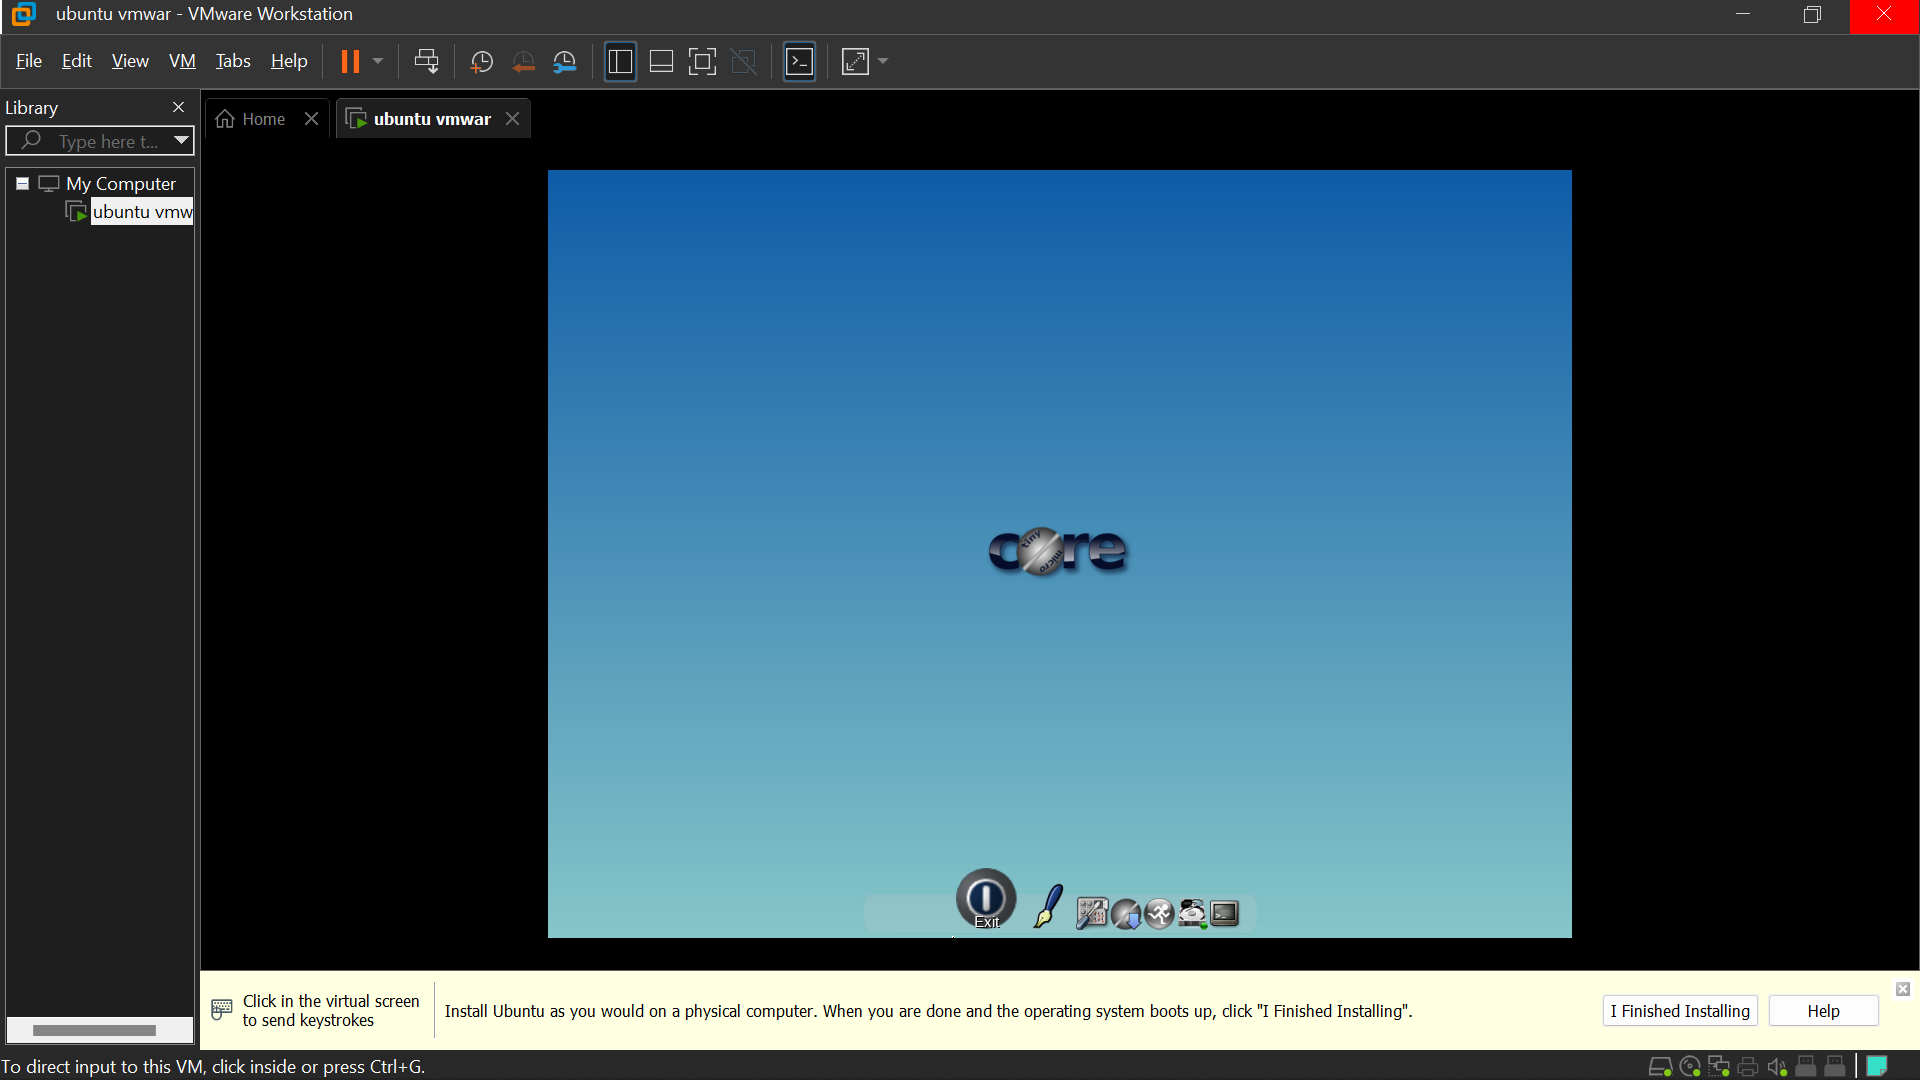 ubuntu vmwar - VMware Workstation
File Edit View VM Tabs Help
Library
Type here t...
My Computer
ubuntu vmw
Home
ubuntu vmwar
core
tiny
micro
Exit
Click in the virtual screen
to send keystrokes
Install Ubuntu as you would on a physical computer. When you are done and the operating system boots up, click "I Finished Installing".
I Finished Installing
Help
To direct input to this VM, click inside or press Ctrl+G.